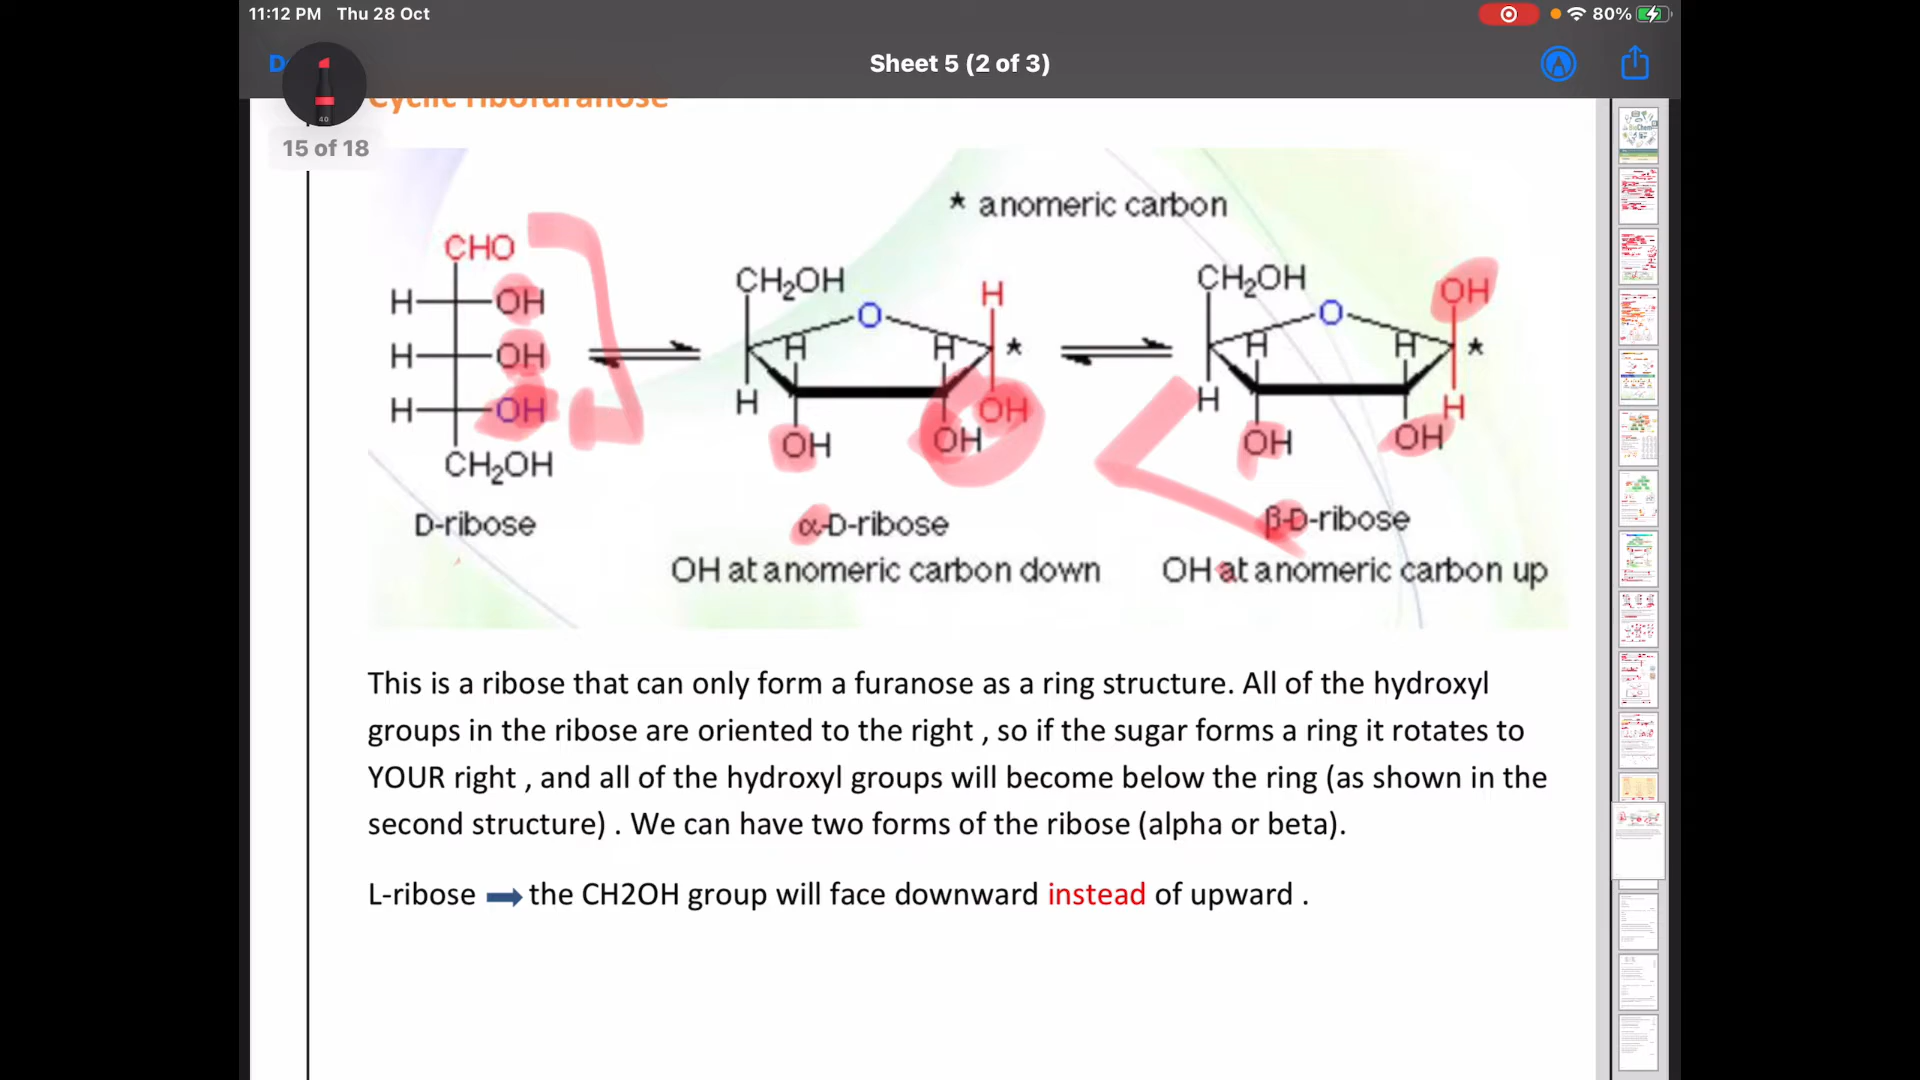 11:12 PM Thu 28 Oct
80%
Sheet 5 (2 of 3)
40
15 of 18
Cyclic ribofuranose
* anomeric carbon
CHO
H OH
H OH
H OH
CH₂OH
D-ribose
CH₂OH
O
H
H H *
H
OH OH OH
α-D-ribose
OH at anomeric carbon down
CH₂OH
O
OH
H H *
H H
OH OH
β-D-ribose
OH at anomeric carbon up
This is a ribose that can only form a furanose as a ring structure. All of the hydroxyl
groups in the ribose are oriented to the right , so if the sugar forms a ring it rotates to
YOUR right , and all of the hydroxyl groups will become below the ring (as shown in the
second structure) . We can have two forms of the ribose (alpha or beta).
L-ribose ➡ the CH2OH group will face downward instead of upward .